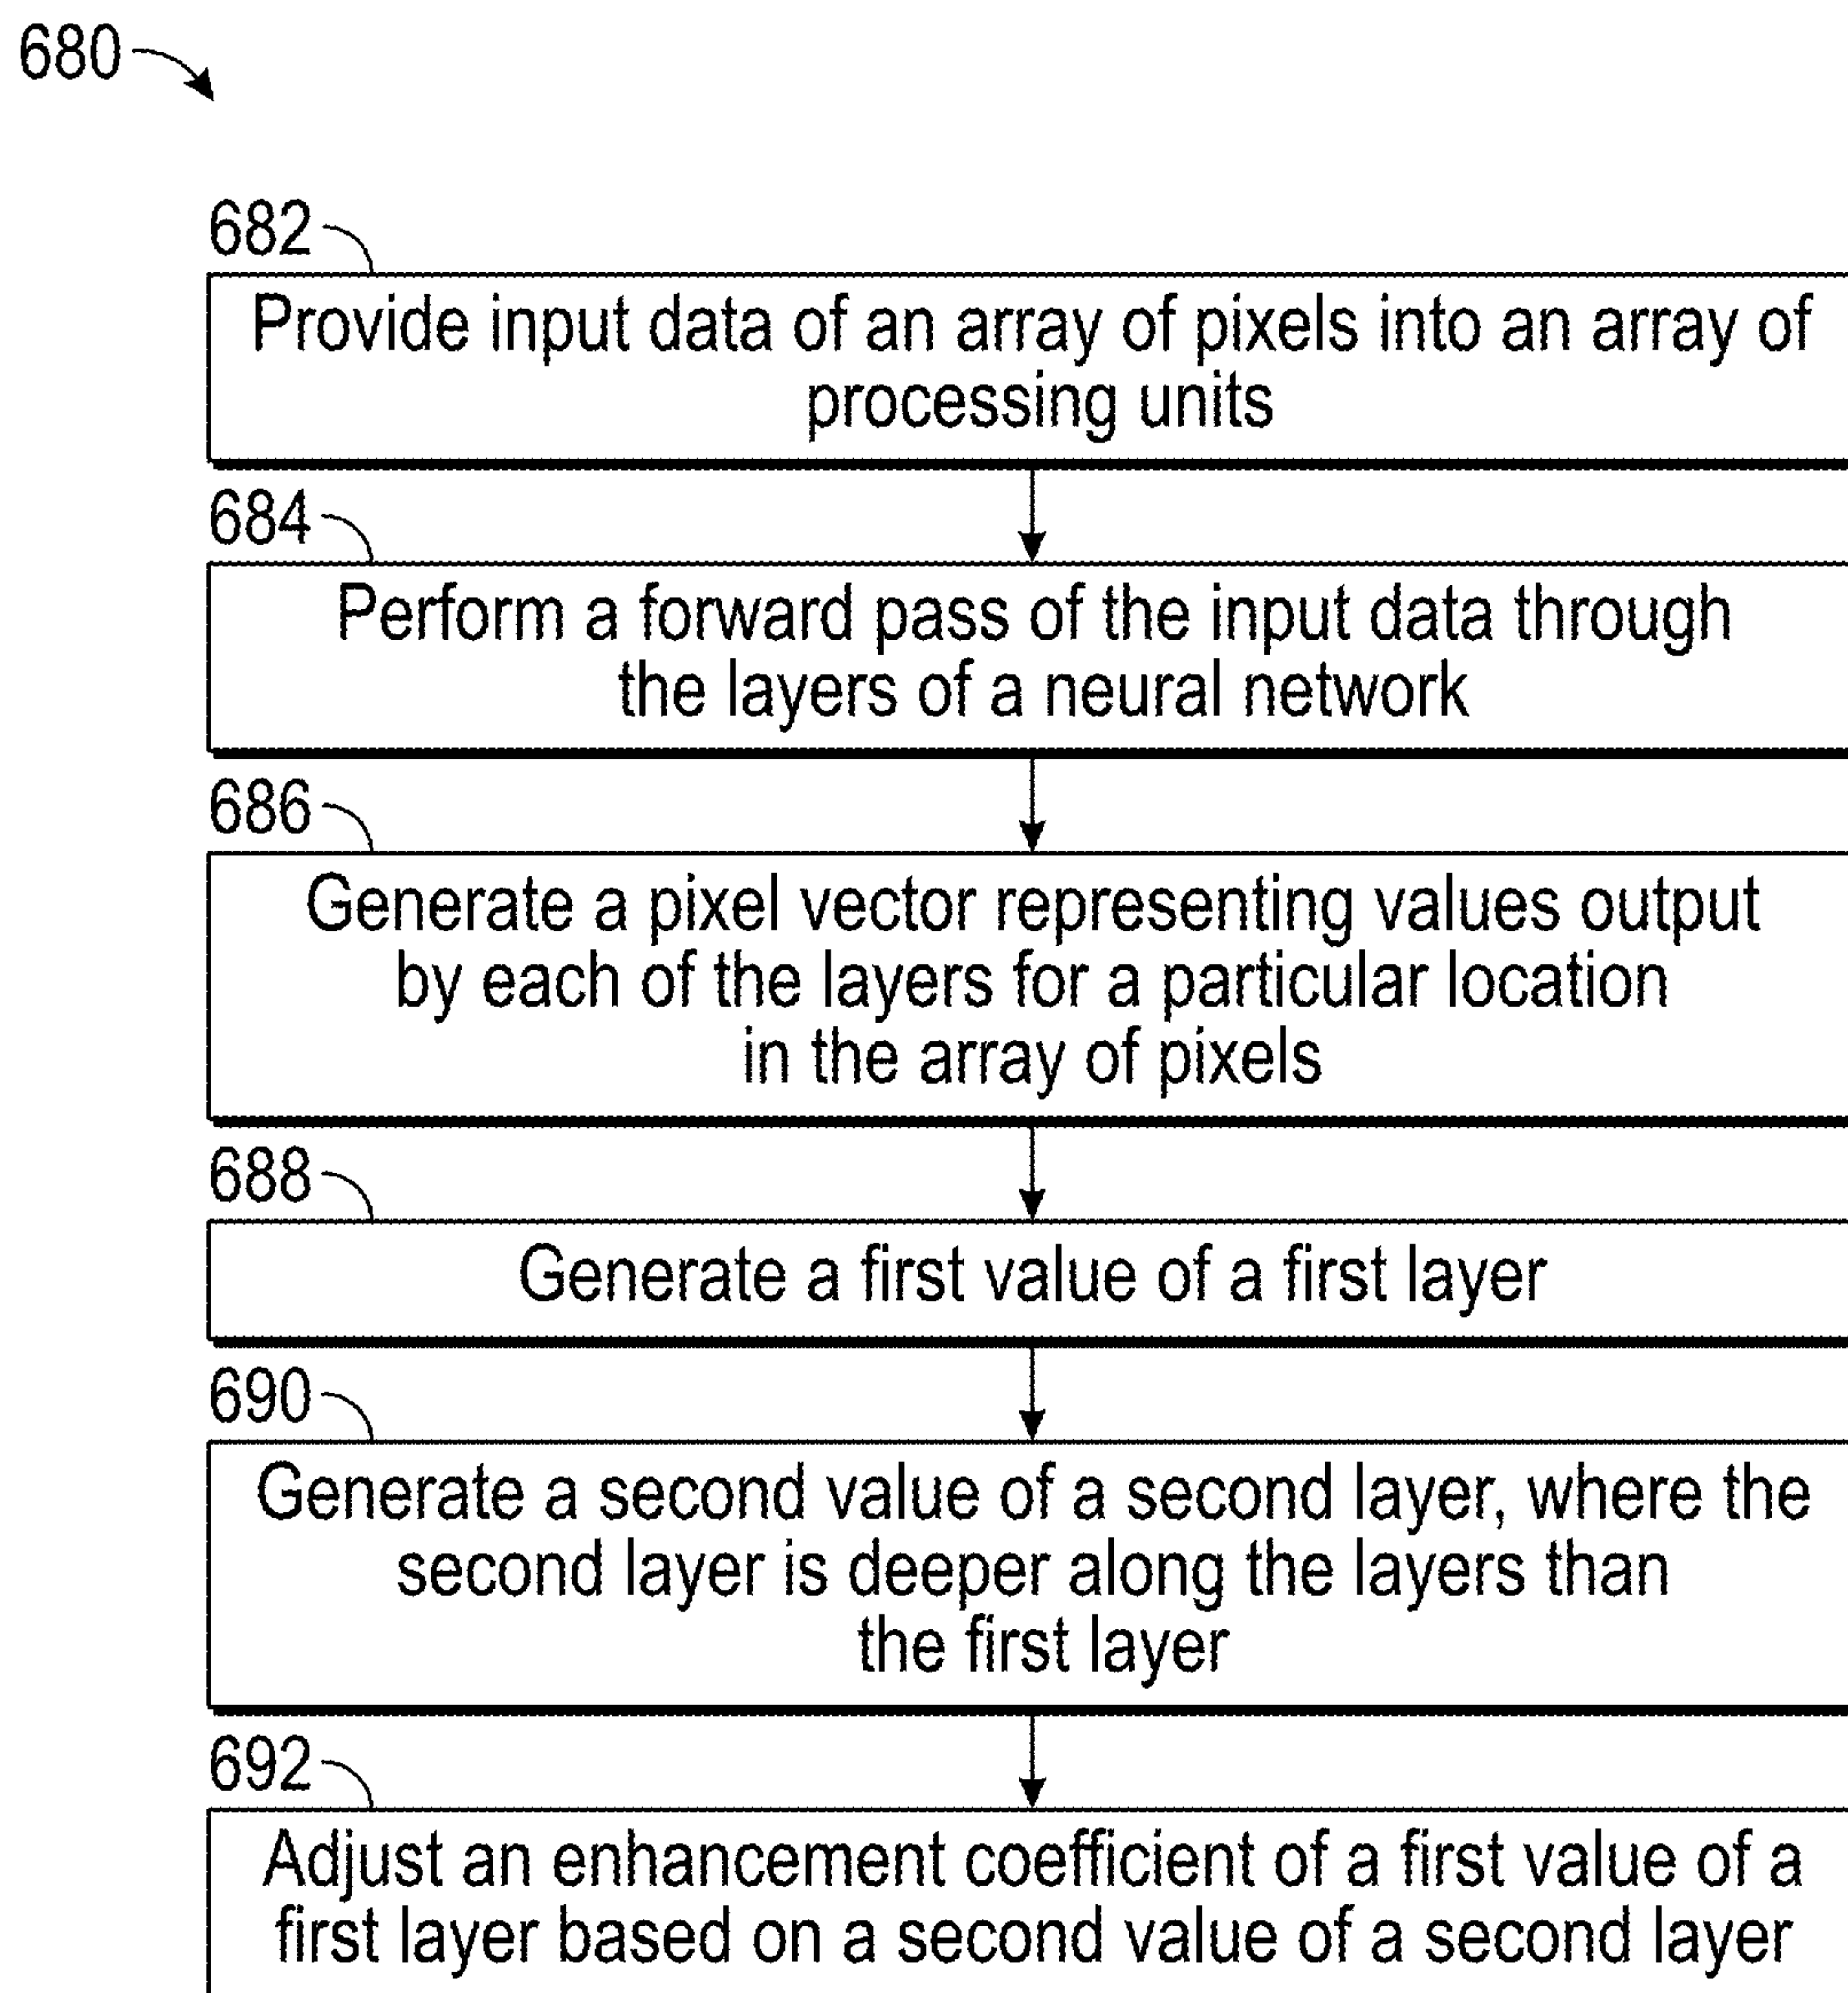 680
682
Provide input data of an array of pixels into an array of
processing units
684
Perform a forward pass of the input data through
the layers of a neural network
686
Generate a pixel vector representing values output
by each of the layers for a particular location
in the array of pixels
688
Generate a first value of a first layer
690
Generate a second value of a second layer, where the
second layer is deeper along the layers than
the first layer
692
Adjust an enhancement coefficient of a first value of a
first layer based on a second value of a second layer